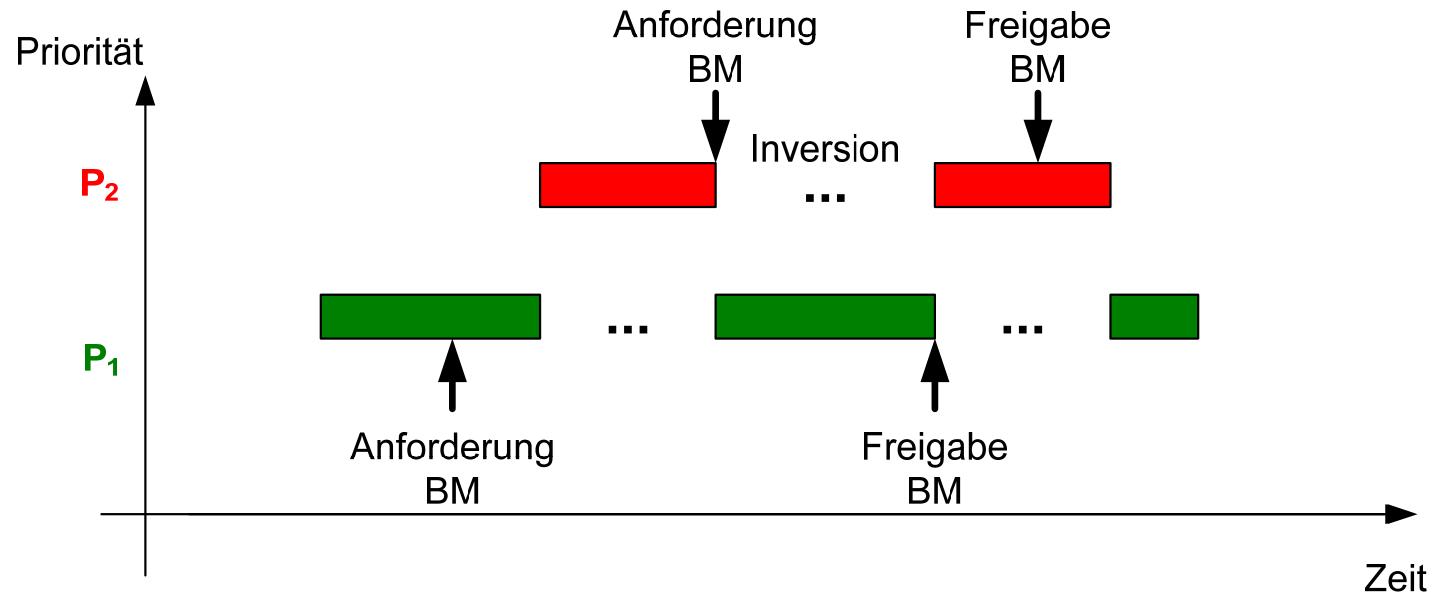 Anforderung
BM
Freigabe
BM
Priorität
Inversion
...
P₂
...
...
P₁
Anforderung
BM
Freigabe
BM
Zeit